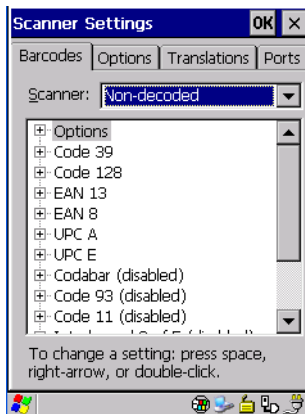 Scanner Settings OK ×
Barcodes Options Translations Ports
Scanner: Non-decoded
Options
Code 39
Code 128
EAN 13
EAN 8
UPC A
UPC E
Codabar (disabled)
Code 93 (disabled)
Code 11 (disabled)
To change a setting: press space,
right-arrow, or double-click.